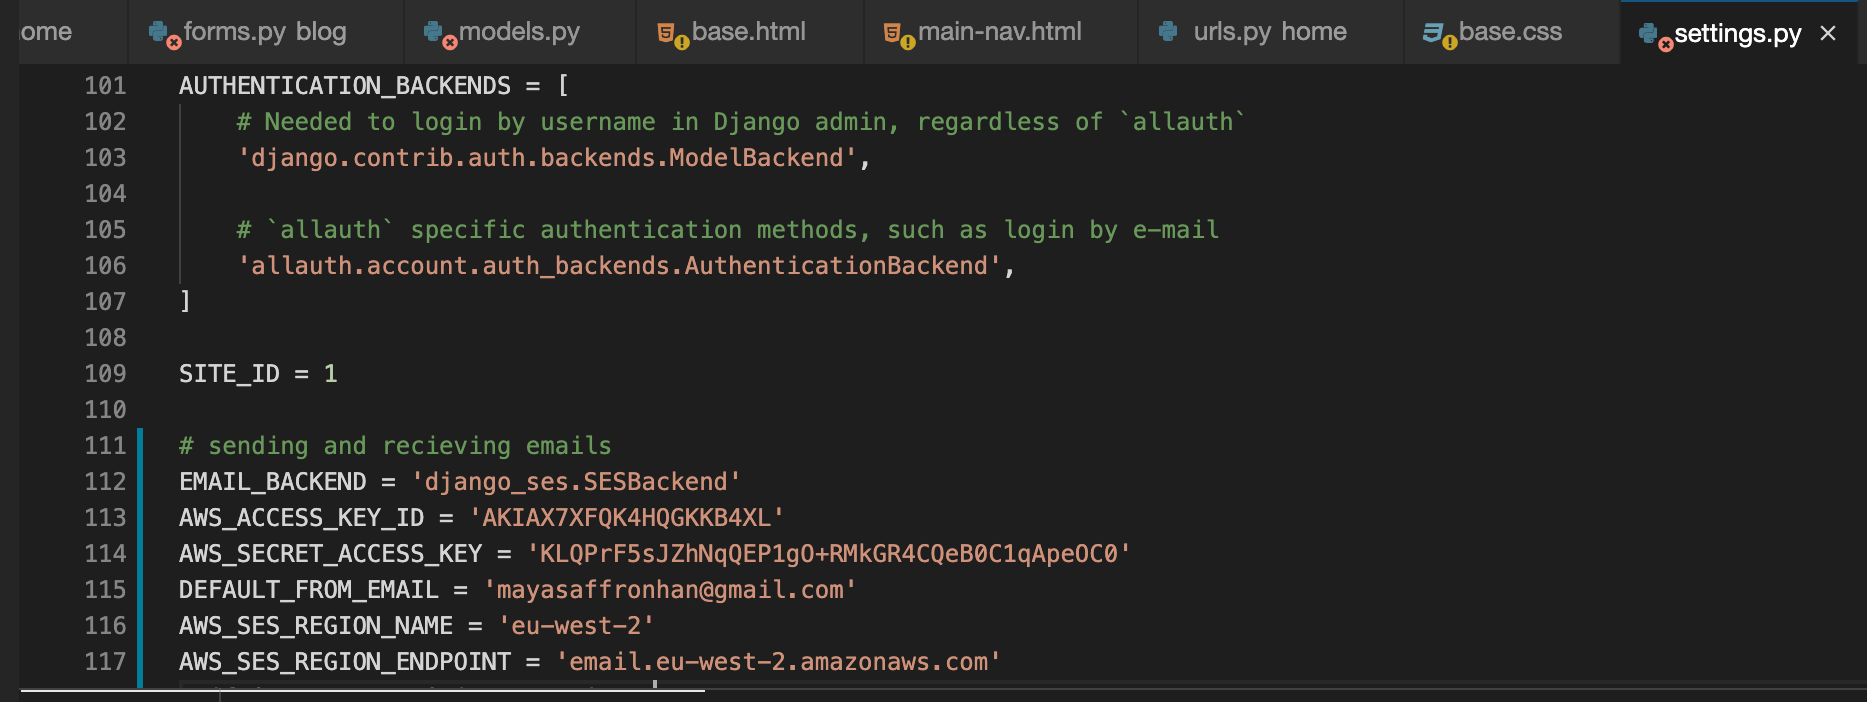 ome forms.py blog models.py base.html main-nav.html urls.py home base.css settings.py ×
101 AUTHENTICATION_BACKENDS = [
102 # Needed to login by username in Django admin, regardless of `allauth`
103 'django.contrib.auth.backends.ModelBackend',
104
105 # `allauth` specific authentication methods, such as login by e-mail
106 'allauth.account.auth_backends.AuthenticationBackend',
107 ]
108
109 SITE_ID = 1
110
111 # sending and recieving emails
112 EMAIL_BACKEND = 'django_ses.SESBackend'
113 AWS_ACCESS_KEY_ID = 'AKIAX7XFQK4HQGKKB4XL'
114 AWS_SECRET_ACCESS_KEY = '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'
115 DEFAULT_FROM_EMAIL = 'mayasaffronhan@gmail.com'
116 AWS_SES_REGION_NAME = 'eu-west-2'
117 AWS_SES_REGION_ENDPOINT = 'email.eu-west-2.amazonaws.com'